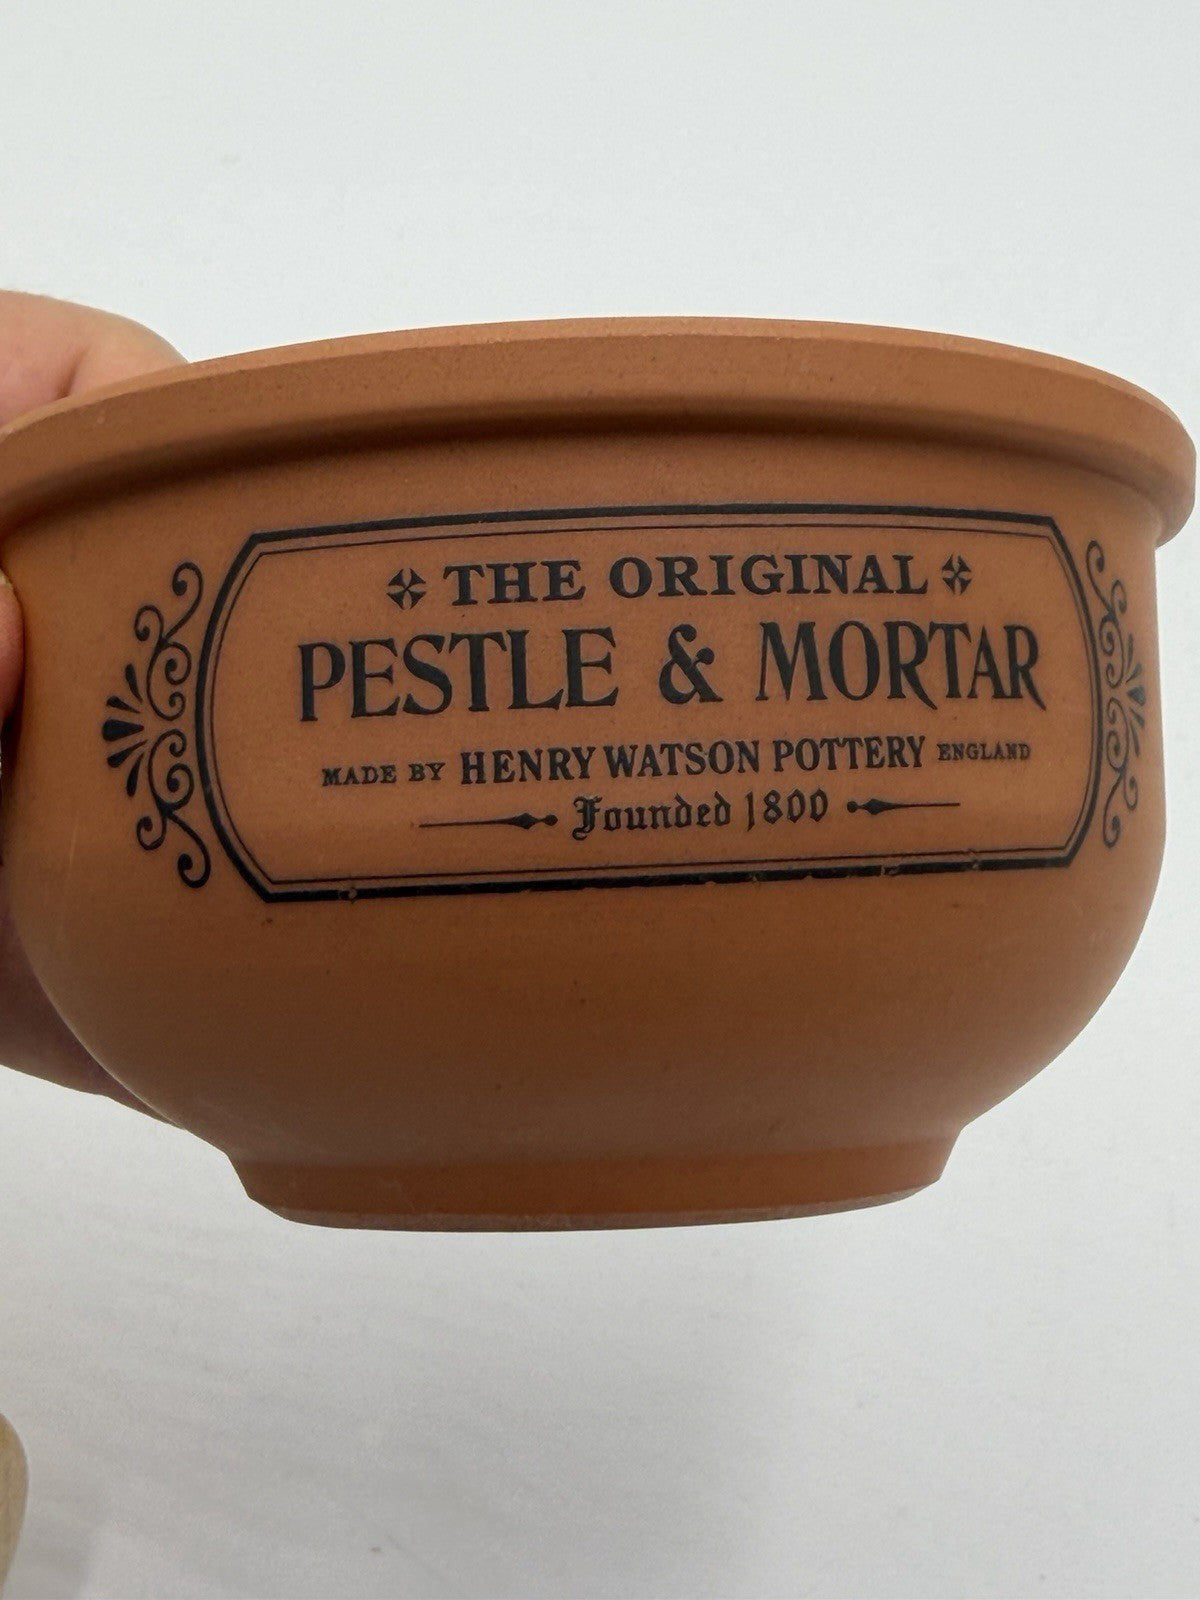 THE ORIGINAL
PESTLE & MORTAR
MADE BY HENRY WATSON POTTERY ENGLAND
Founded 1800